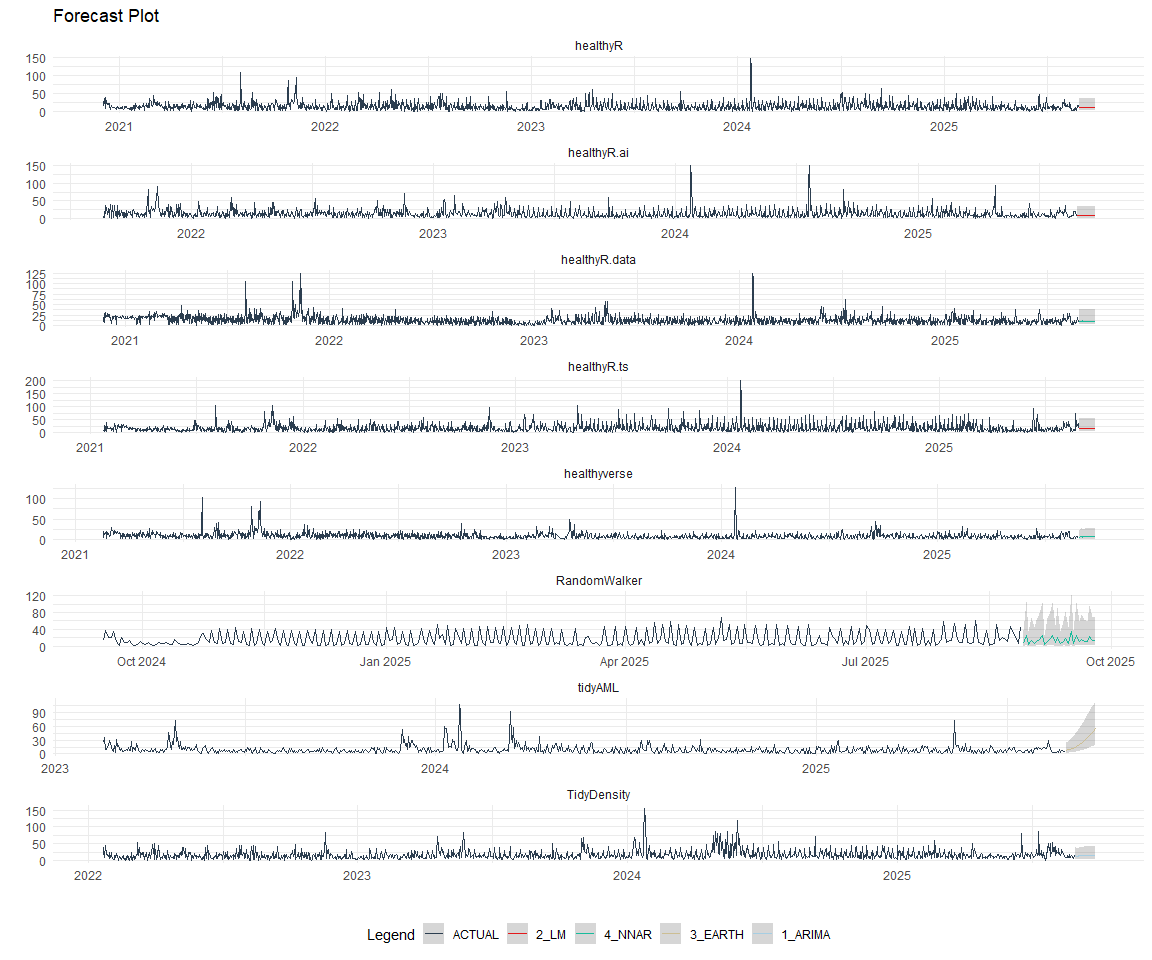 Forecast Plot
healthyR
150
100
50
0
2021 2022 2023 2024 2025
healthyR.ai
150
100
50
0
2022 2023 2024 2025
healthyR.data
125
100
75
50
25
0
2021 2022 2023 2024 2025
healthyR.ts
200
150
100
50
0
2021 2022 2023 2024 2025
healthyverse
100
50
0
2021 2022 2023 2024 2025
RandomWalker
120
80
40
0
Oct 2024 Jan 2025 Apr 2025 Jul 2025 Oct 2025
tidyAML
90
60
30
0
2023 2024 2025
TidyDensity
150
100
50
0
2022 2023 2024 2025
Legend ACTUAL 2_LM 4_NNAR 3_EARTH 1_ARIMA